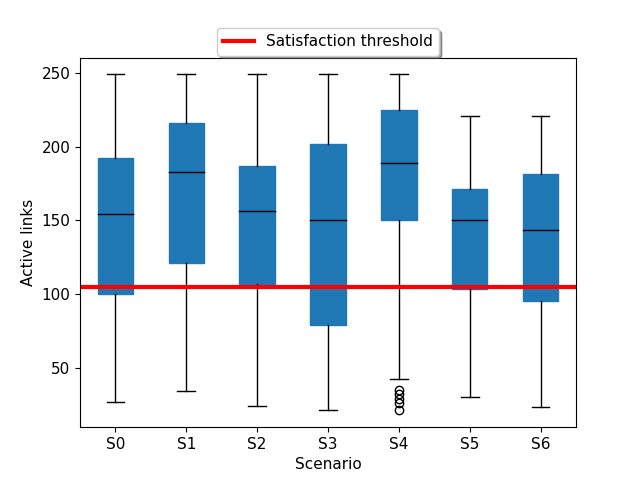 Satisfaction threshold
250
200
150
100
50
Active links
S0 S1 S2 S3 S4 S5 S6
Scenario